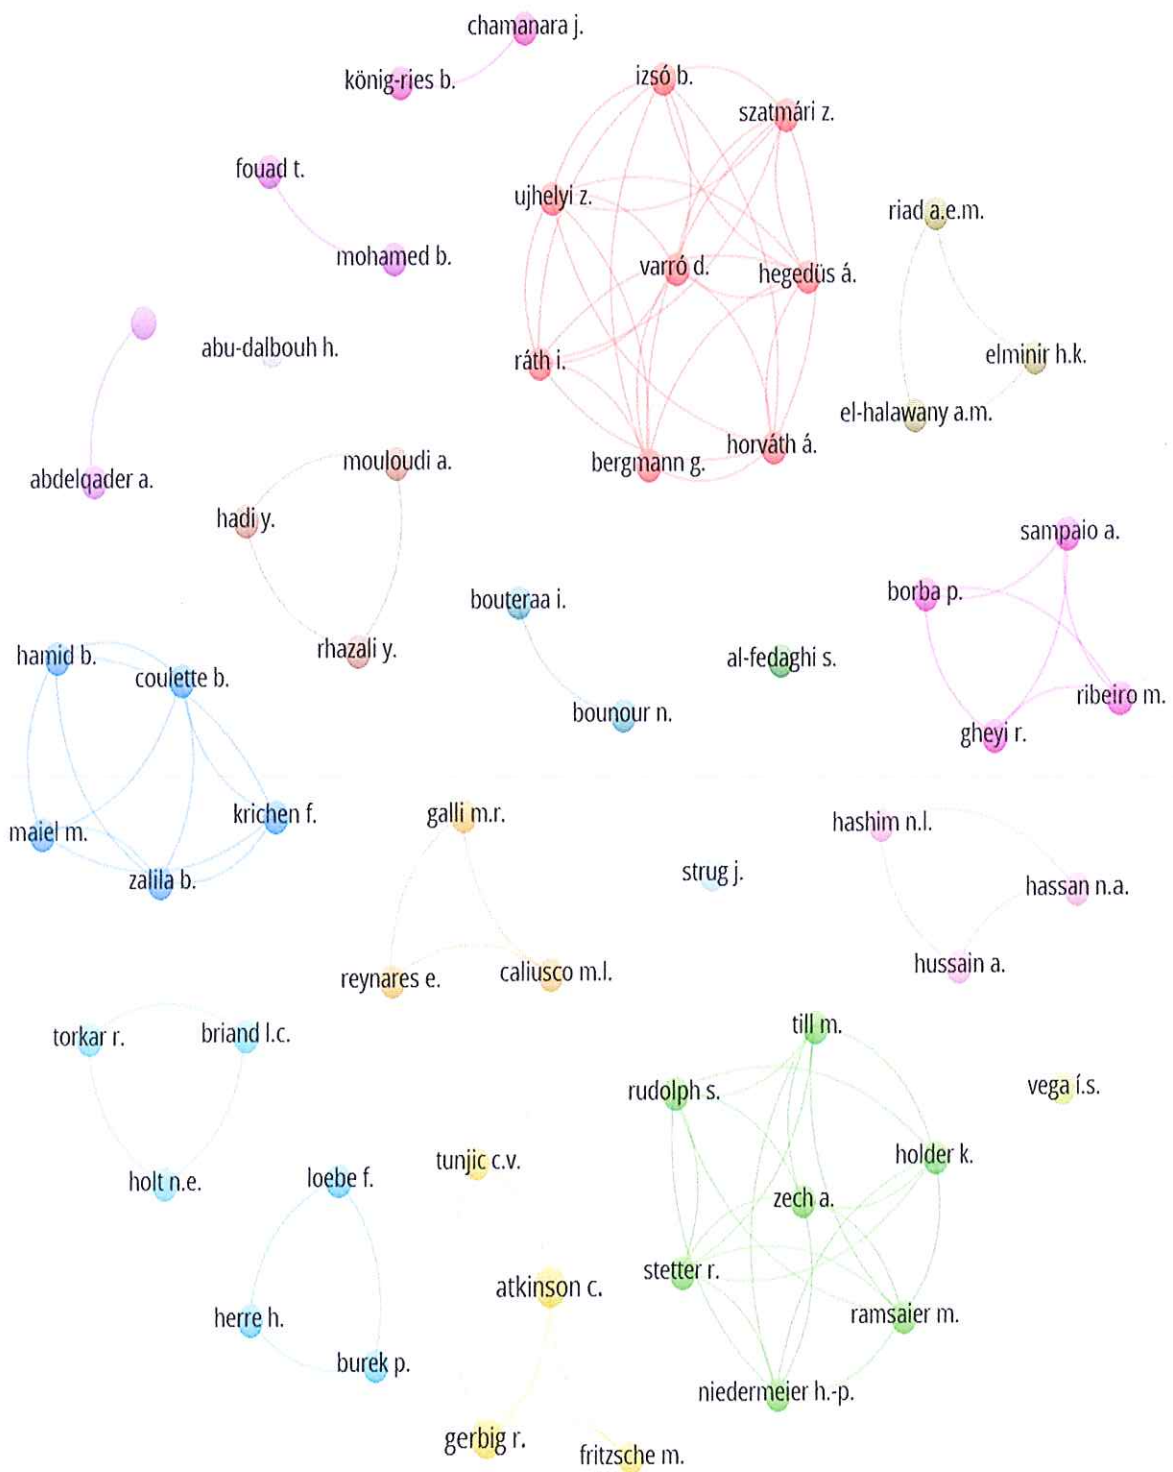 chamanara j.
könig-ries b.
izsó b.
szatmári z.
fouad t.
ujhelyi z.
riad a.e.m.
mohamed b.
varró d.
hegedüs á.
abu-dalbouh h.
elminir h.k.
ráth i.
el-halawany a.m.
horváth á.
mouloudi a.
bergmann g.
abdelqader a.
hadi y.
sampaio a.
borba p.
bouteraa i.
rhazali y.
hamid b.
al-fedaghi s.
coulette b.
ribeiro m.
bounour n.
gheyi r.
krichen f.
galli m.r.
hashim n.l.
maiel m.
strug j.
zalila b.
hassan n.a.
hussain a.
caliusco m.l.
reynares e.
till m.
torkar r.
briand l.c.
rudolph s.
vega í.s.
holder k.
tunjic c.v.
loebe f.
holt n.e.
zech a.
stetter r.
atkinson c.
ramsaier m.
herre h.
burek p.
niedermeier h.-p.
gerbig r.
fritzsche m.